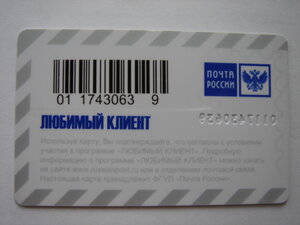 ПОЧТА
РОССИИ
01 1743063 9
0117430639
ЛЮБИМЫЙ КЛИЕНТ
Используя карту, Вы подтверждаете, что согласны с условиями
участия в программе «ЛЮБИМЫЙ КЛИЕНТ». Подробную
информацию о программе «ЛЮБИМЫЙ КЛИЕНТ» можно узнать
на сайте www.russianpost.ru или в отделениях почтовой связи.
Настоящая карта принадлежит ФГУП «Почта России».